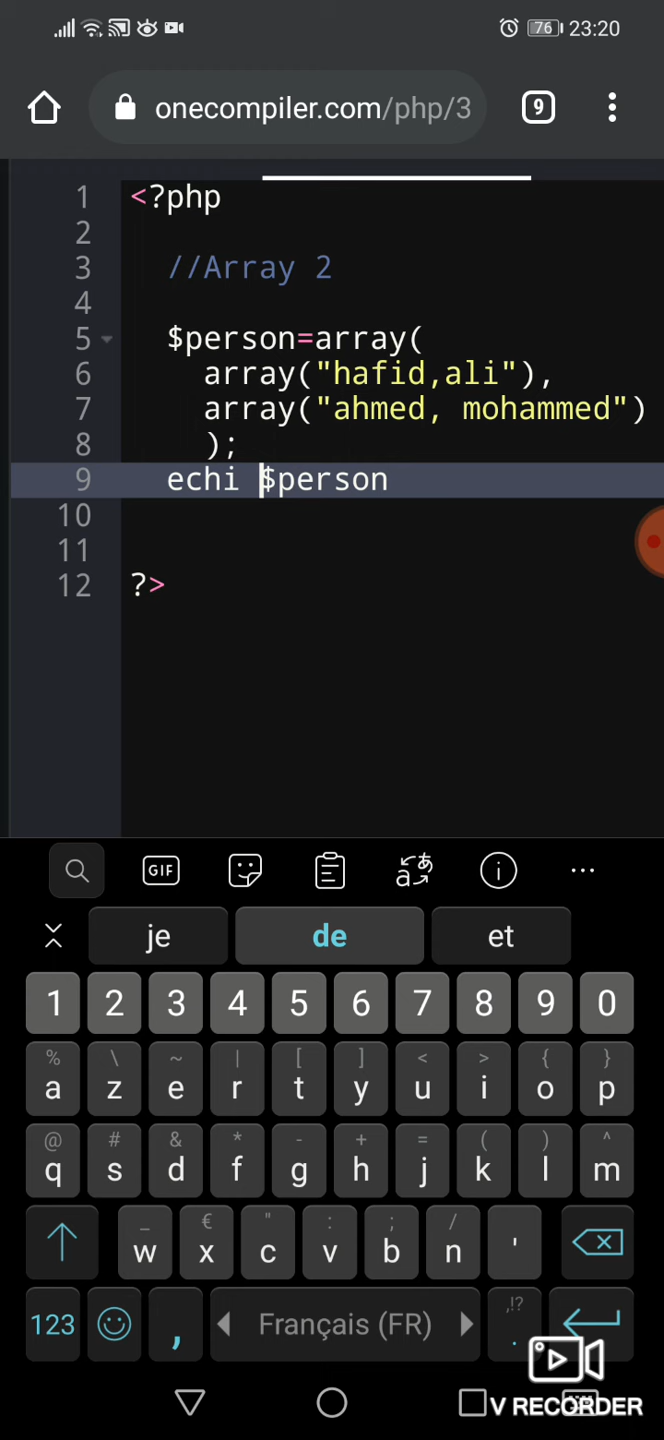 76 23:20
onecompiler.com/php/3 9
1 <?php
2
3 //Array 2
4
5 $person=array(
6 array("hafid,ali"),
7 array("ahmed, mohammed")
8 );
9 echi $person
10
11
12 ?>
GIF
je de et
1 2 3 4 5 6 7 8 9 0
% \ ~ | [ ] < > { }
a z e r t y u i o p
@ # & * - + = ( ) ^
q s d f g h j k l m
_ € " : ; /
w x c v b n '
,!?
123 , Français (FR) .
V RECORDER